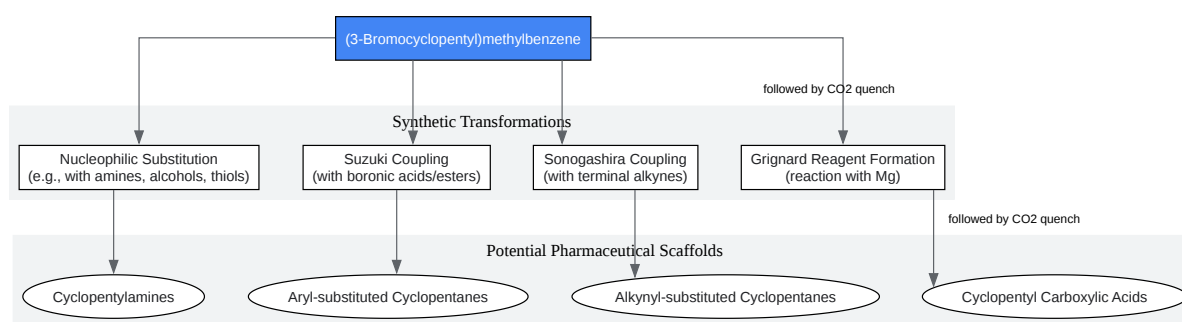 (3-Bromocyclopentyl)methylbenzene
followed by CO2 quench
Synthetic Transformations
Nucleophilic Substitution
(e.g., with amines, alcohols, thiols)
Suzuki Coupling
(with boronic acids/esters)
Sonogashira Coupling
(with terminal alkynes)
Grignard Reagent Formation
(reaction with Mg)
followed by CO2 quench
Potential Pharmaceutical Scaffolds
Cyclopentylamines
Aryl-substituted Cyclopentanes
Alkynyl-substituted Cyclopentanes
Cyclopentyl Carboxylic Acids